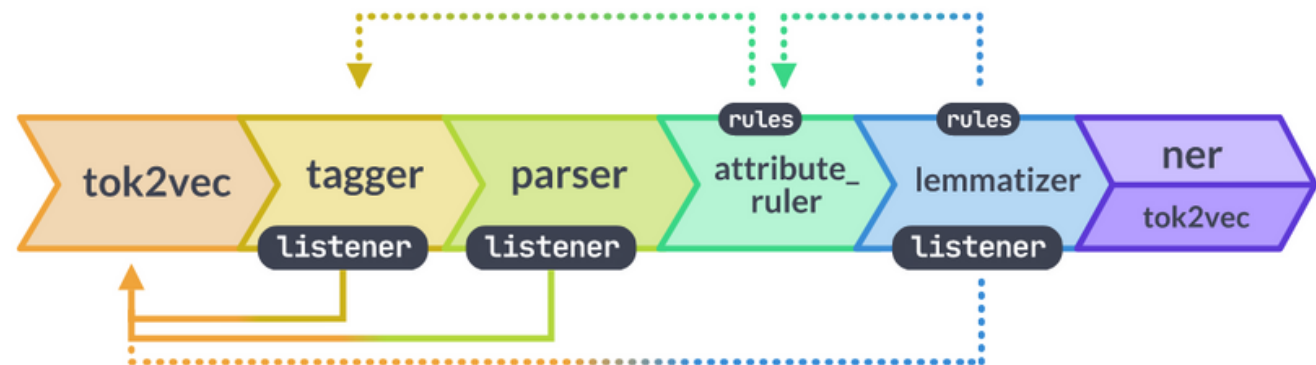 rules
rules
tok2vec
tagger
parser
attribute_
ruler
lemmatizer
ner
tok2vec
listener
listener
listener